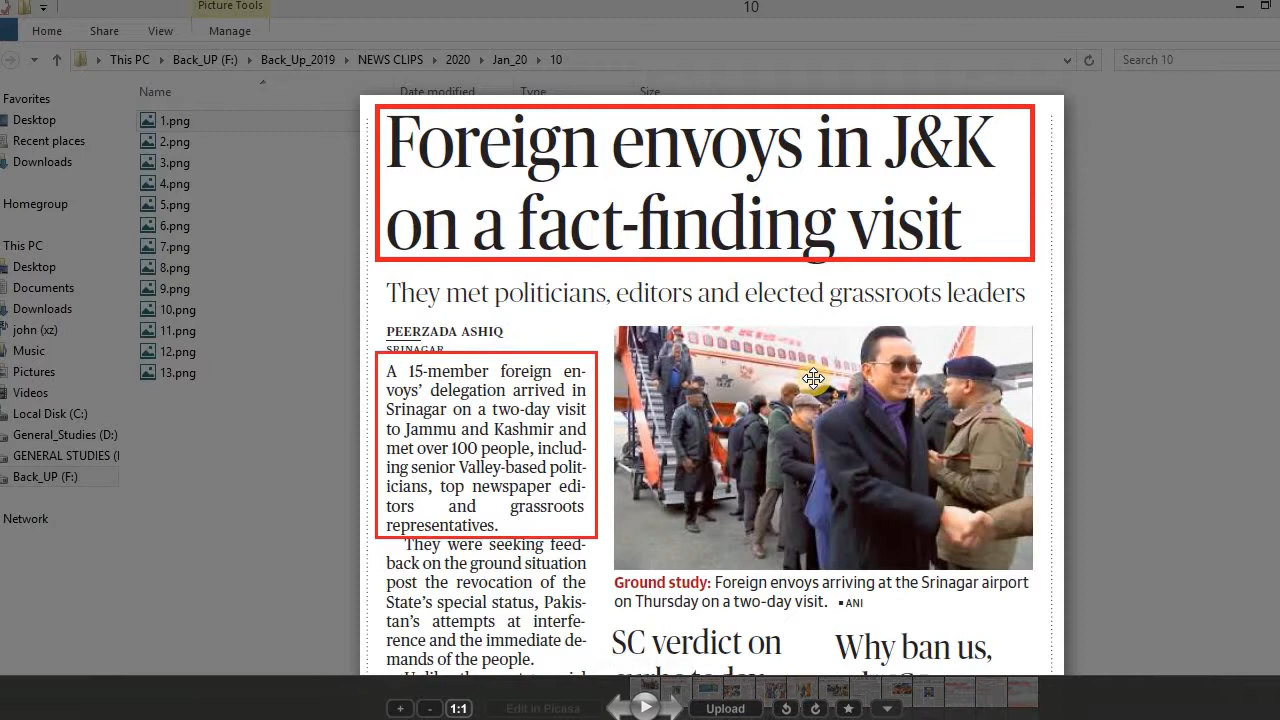 Picture Tools
10
Home
Share
View
Manage
This PC
Back_UP (F:)
Back_Up_2019
NEWS CLIPS
2020
Jan_20
10
Search 10
Name
Date modified
Type
Size
Favorites
Desktop
Recent places
Downloads
Homegroup
This PC
Desktop
Documents
Downloads
john (xz)
Music
Pictures
Videos
Local Disk (C:)
General_Studies (D:)
GENERAL STUDIES (
Back_UP (F:)
Network
1.png
2.png
3.png
4.png
5.png
6.png
7.png
8.png
9.png
10.png
11.png
12.png
13.png
Foreign envoys in J&K
on a fact-finding visit
They met politicians, editors and elected grassroots leaders
PEERZADA ASHIQ
SRINAGAR
A 15-member foreign en-
voys' delegation arrived in
Srinagar on a two-day visit
to Jammu and Kashmir and
met over 100 people, includ-
ing senior Valley-based polit-
icians, top newspaper edi-
tors and grassroots
representatives.
They were seeking feed-
back on the ground situation
post the revocation of the
State's special status, Pakis-
tan's attempts at interfe-
rence and the immediate de-
mands of the people.
Ground study: Foreign envoys arriving at the Srinagar airport
on Thursday on a two-day visit. ▪ ANI
SC verdict on
Why ban us,
+
-
1:1
Edit in Picasa
Upload